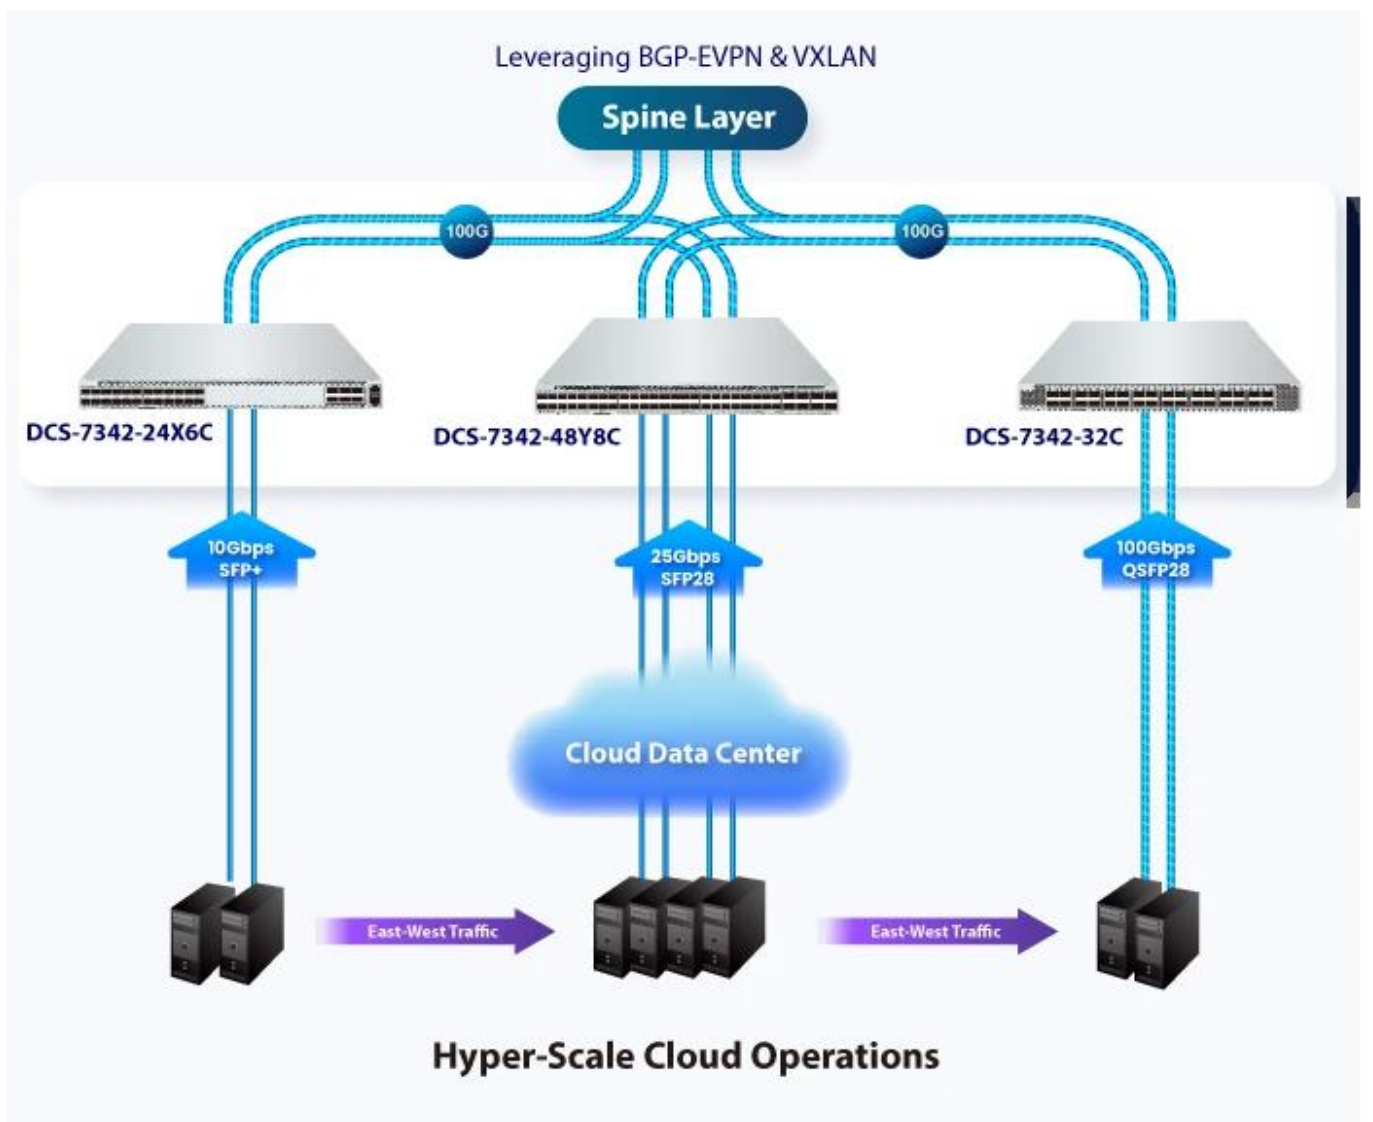 Leveraging BGP-EVPN & VXLAN
Spine Layer
100G
100G
DCS-7342-24X6C
DCS-7342-48Y8C
DCS-7342-32C
10Gbps
SFP+
25Gbps
SFP28
100Gbps
QSFP28
Cloud Data Center
East-West Traffic
East-West Traffic
Hyper-Scale Cloud Operations